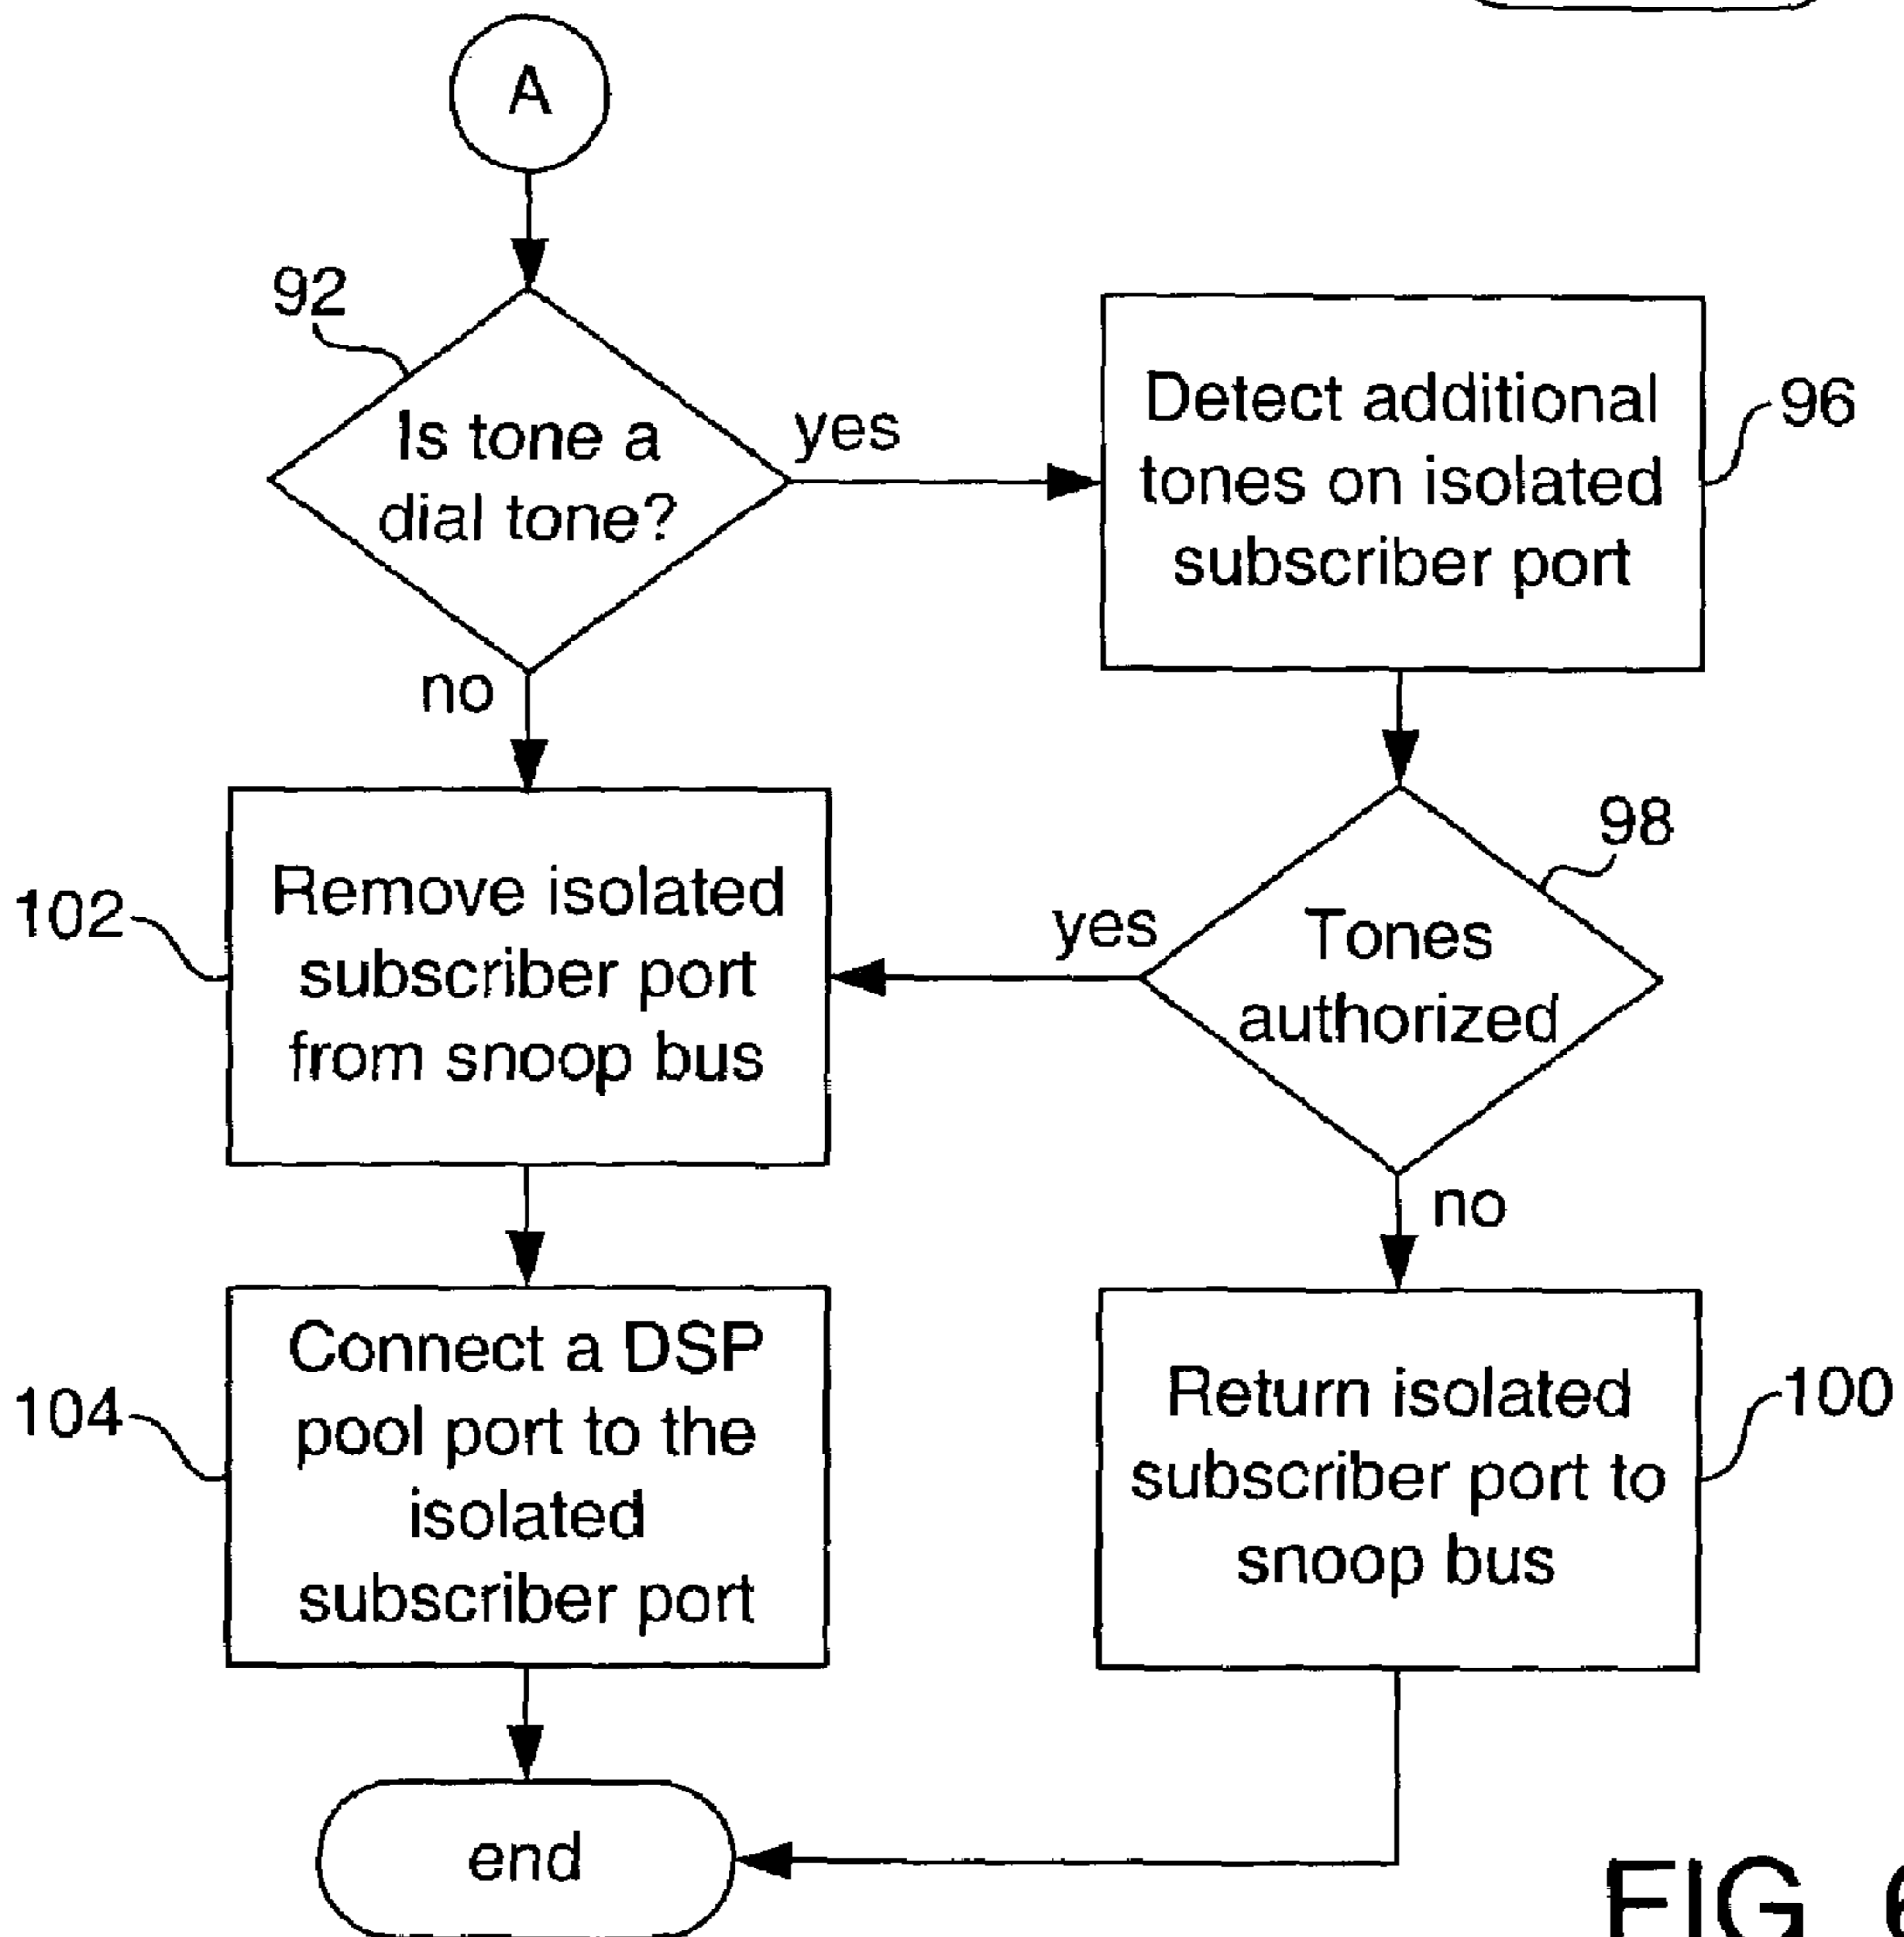 A
92
Is tone a
dial tone?
yes
no
Detect additional
tones on isolated
subscriber port
96
98
Tones
authorized
yes
no
102
Remove isolated
subscriber port
from snoop bus
104
Connect a DSP
pool port to the
isolated
subscriber port
Return isolated
subscriber port to
snoop bus
100
end
FIG